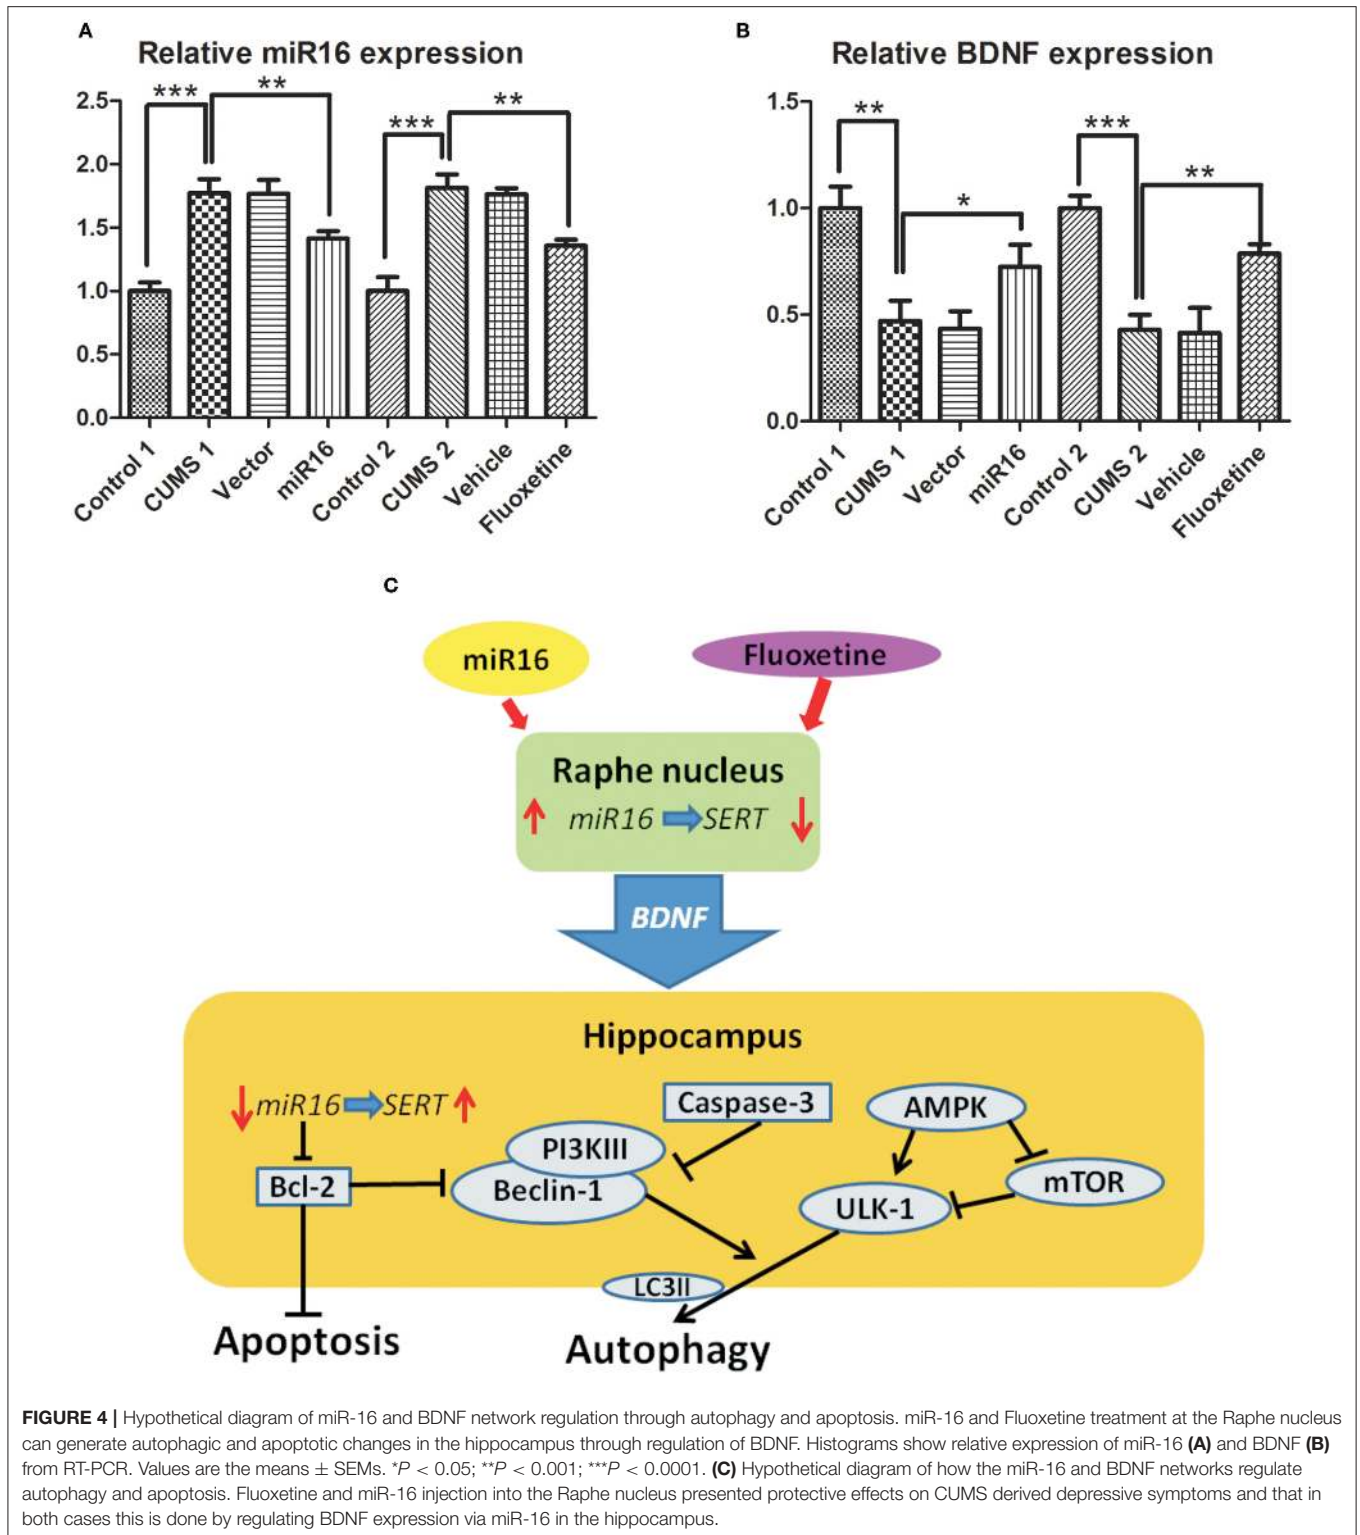 A
Relative miR16 expression
*** ** *** **
2.5
2.0
1.5
1.0
0.5
0.0
Control 1
CUMS 1
Vector
miR16
Control 2
CUMS 2
Vehicle
Fluoxetine
B
Relative BDNF expression
** * *** **
1.5
1.0
0.5
0.0
Control 1
CUMS 1
Vector
miR16
Control 2
CUMS 2
Vehicle
Fluoxetine
C
miR16
Fluoxetine
Raphe nucleus
miR16 SERT
BDNF
Hippocampus
miR16 SERT
Caspase-3
AMPK
PI3KIII
Bcl-2
Beclin-1
mTOR
ULK-1
LC3II
Apoptosis
Autophagy
FIGURE 4 | Hypothetical diagram of miR-16 and BDNF network regulation through autophagy and apoptosis. miR-16 and Fluoxetine treatment at the Raphe nucleus
can generate autophagic and apoptotic changes in the hippocampus through regulation of BDNF. Histograms show relative expression of miR-16 (A) and BDNF (B)
from RT-PCR. Values are the means ± SEMs. *P < 0.05; **P < 0.001; ***P < 0.0001. (C) Hypothetical diagram of how the miR-16 and BDNF networks regulate
autophagy and apoptosis. Fluoxetine and miR-16 injection into the Raphe nucleus presented protective effects on CUMS derived depressive symptoms and that in
both cases this is done by regulating BDNF expression via miR-16 in the hippocampus.